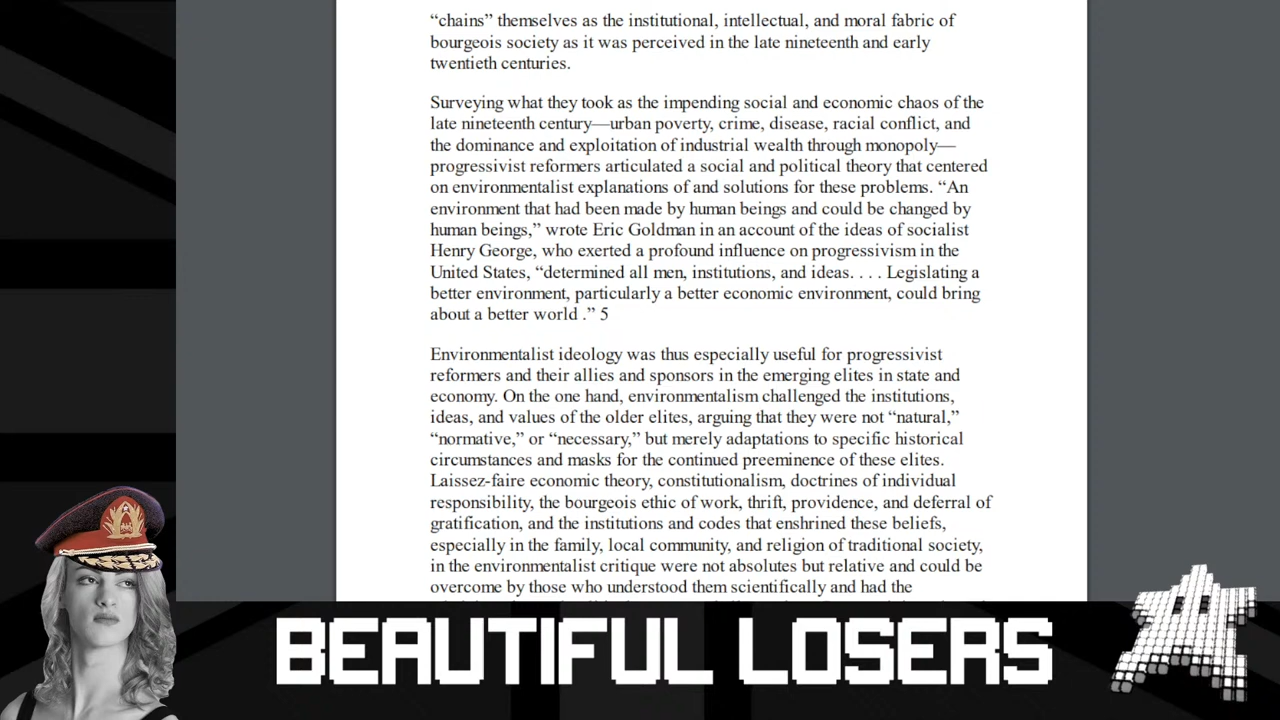 “chains” themselves as the institutional, intellectual, and moral fabric of
bourgeois society as it was perceived in the late nineteenth and early
twentieth centuries.
Surveying what they took as the impending social and economic chaos of the
late nineteenth century—urban poverty, crime, disease, racial conflict, and
the dominance and exploitation of industrial wealth through monopoly—
progressivist reformers articulated a social and political theory that centered
on environmentalist explanations of and solutions for these problems. “An
environment that had been made by human beings and could be changed by
human beings,” wrote Eric Goldman in an account of the ideas of socialist
Henry George, who exerted a profound influence on progressivism in the
United States, “determined all men, institutions, and ideas. . . . Legislating a
better environment, particularly a better economic environment, could bring
about a better world .” 5
Environmentalist ideology was thus especially useful for progressivist
reformers and their allies and sponsors in the emerging elites in state and
economy. On the one hand, environmentalism challenged the institutions,
ideas, and values of the older elites, arguing that they were not “natural,”
“normative,” or “necessary,” but merely adaptations to specific historical
circumstances and masks for the continued preeminence of these elites.
Laissez-faire economic theory, constitutionalism, doctrines of individual
responsibility, the bourgeois ethic of work, thrift, providence, and deferral of
gratification, and the institutions and codes that enshrined these beliefs,
especially in the family, local community, and religion of traditional society,
in the environmentalist critique were not absolutes but relative and could be
overcome by those who understood them scientifically and had the
BEAUTIFUL LOSERS